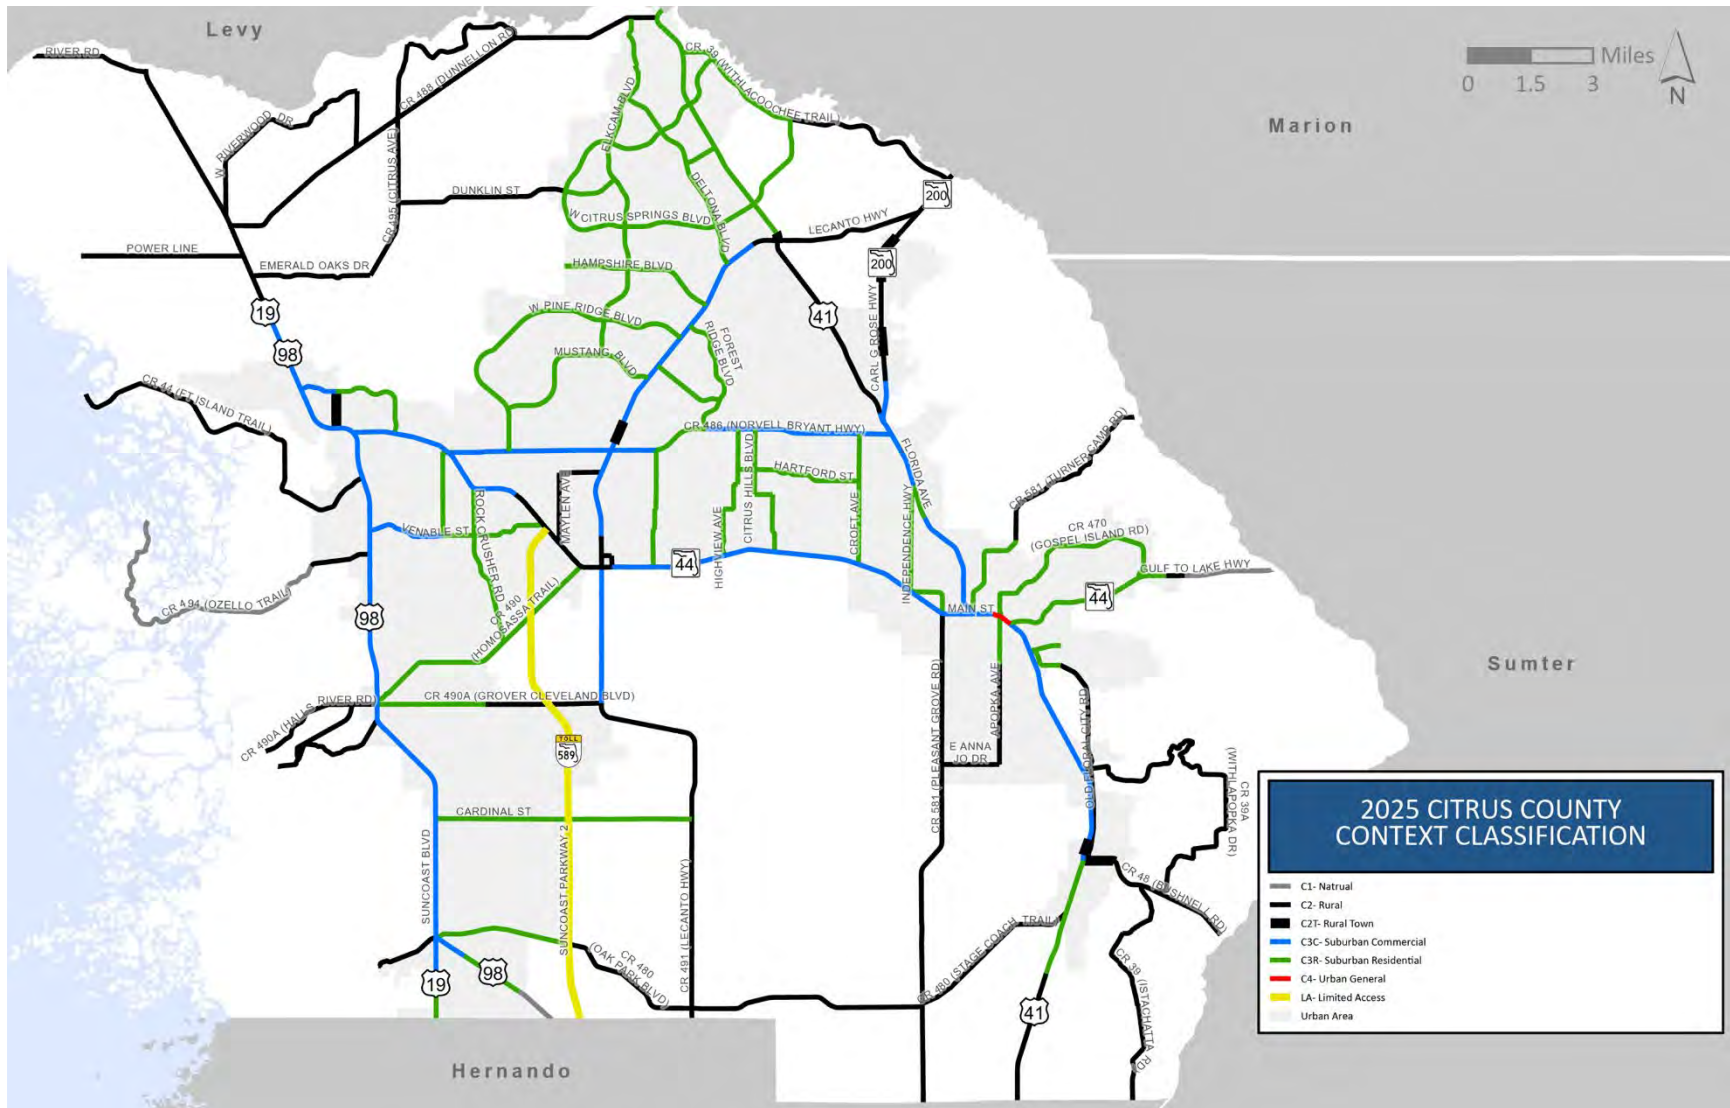 Levy
RIVER RD
CR 488 (DUNNELLON RD)
CR 39 (WITHLACOOCHEE TRAIL)
Miles
0 1.5 3
N
Marion
W RIVERWOOD DR
CR 495 (CITRUS AVE)
ELKCAM BLVD
DUNKLIN ST
DELTONA BLVD
200
W CITRUS SPRINGS BLVD
LECANTO HWY
POWER LINE
EMERALD OAKS DR
HAMPSHIRE BLVD
200
19
98
41
W PINE RIDGE BLVD
FOREST
RIDGE BLVD
MUSTANG BLVD
CARL G ROSE HWY
CR 44 (FT ISLAND TRAIL)
CR 486 (NORVELL BRYANT HWY)
FLORIDA AVE
CR 581 (TURNER CAMP RD)
CITRUS HILLS BLVD
HARTFORD ST
MAYLEN AVE
ROCK CRUSHER RD
VENABLE ST
HIGHVIEW AVE
CROFT AVE
INDEPENDENCE HWY
CR 470
(GOSPEL ISLAND RD)
GULF TO LAKE HWY
44
44
CR 494 (OZELLO TRAIL)
98
CR 490
(HOMOSASSA TRAIL)
MAIN ST
Sumter
CR 490A (HALLS RIVER RD)
CR 490A (GROVER CLEVELAND BLVD)
CR 581 (PLEASANT GROVE RD)
APOPKA AVE
E ANNA
JO DR
OLD FLORAL CITY RD
TOLL
589
CR 39A
(WITHLAPOPKA DR)
CARDINAL ST
SUNCOAST BLVD
SUNCOAST PARKWAY 2
CR 491 (LECANTO HWY)
CR 48 (BUSHNELL RD)
CR 480
(OAK PARK BLVD)
CR 480 (STAGE COACH TRAIL)
CR 39 (ISTACHATTA RD)
19
98
41
Hernando
2025 CITRUS COUNTY
CONTEXT CLASSIFICATION
C1- Natrual
C2- Rural
C2T- Rural Town
C3C- Suburban Commercial
C3R- Suburban Residential
C4- Urban General
LA- Limited Access
Urban Area